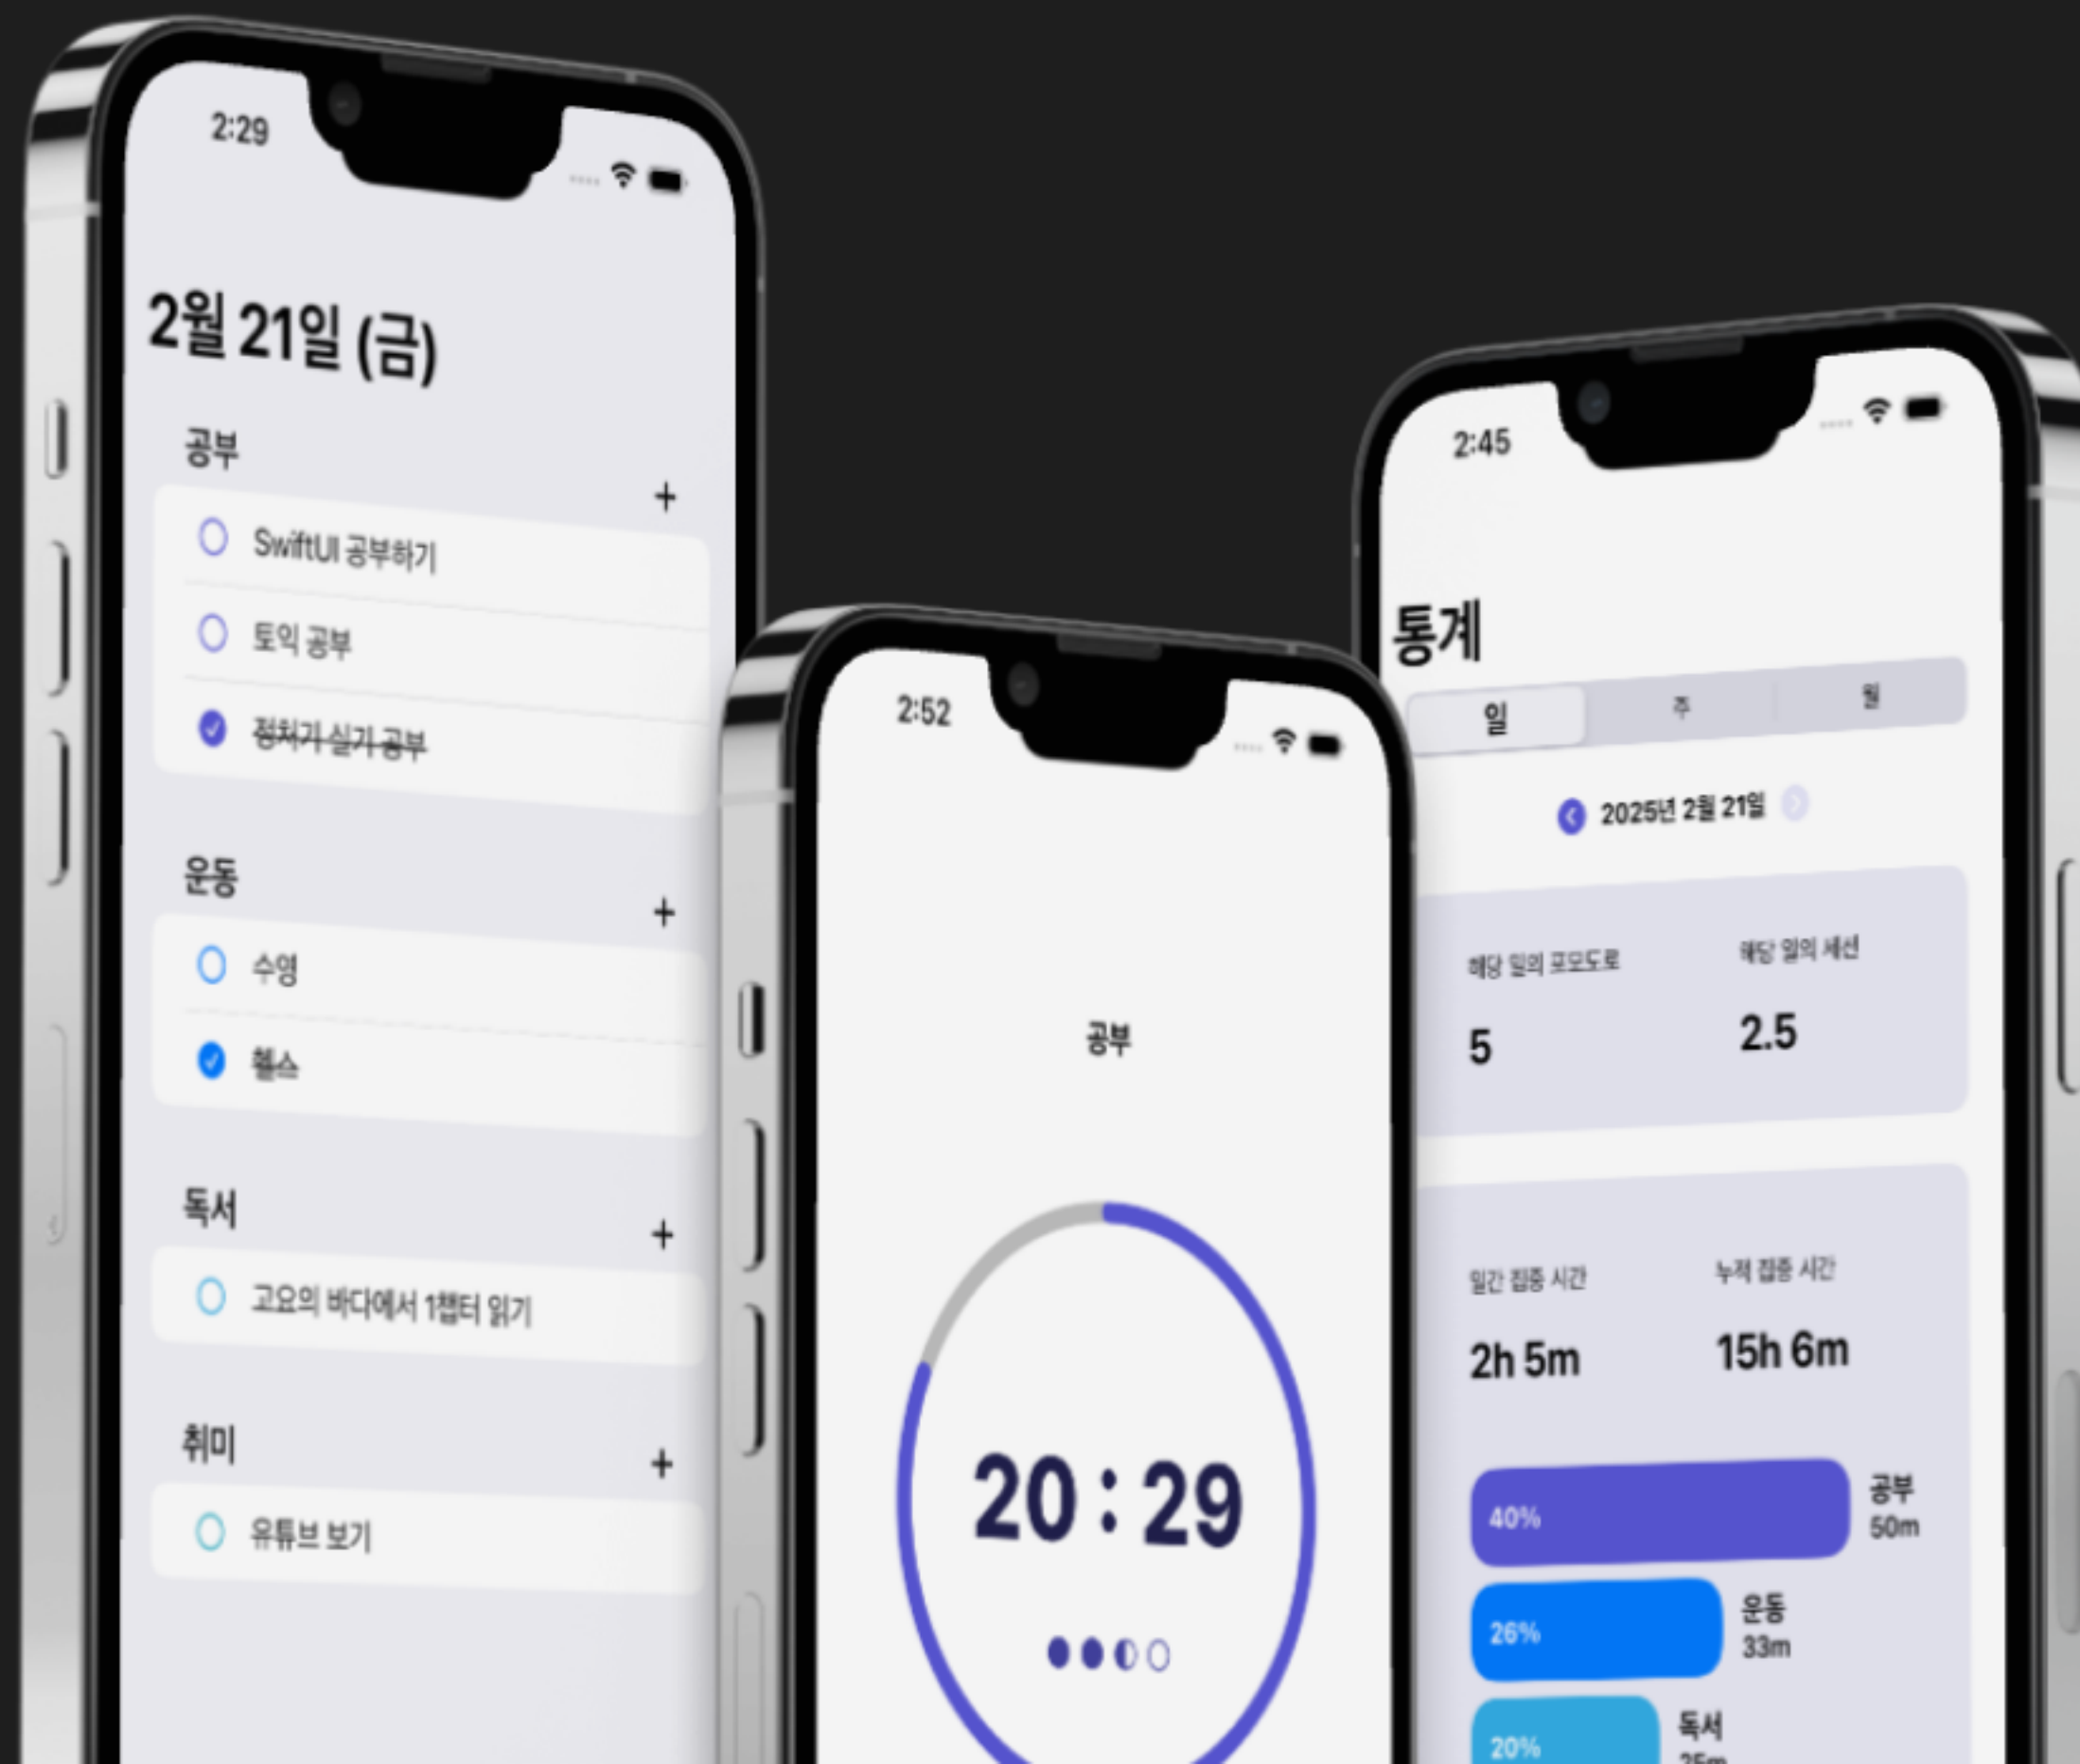 2:29
2월 21일 (금)
공부
+
SwiftUI 공부하기
토익 공부
정처기 실기 공부
운동
+
수영
헬스
독서
+
고요의 바다에서 1챕터 읽기
취미
+
유튜브 보기
2:52
공부
20 : 29
2:45
통계
일 주 월
2025년 2월 21일
해당 일의 포모도로 해당 일의 세션
5 2.5
일간 집중 시간 누적 집중 시간
2h 5m 15h 6m
40% 공부
50m
26% 운동
33m
20% 독서